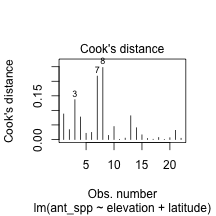 Cook's distance
Cook's distance
0.15
0.00
3
7
8
5
10
15
20
Obs. number
lm(ant_spp ~ elevation + latitude)